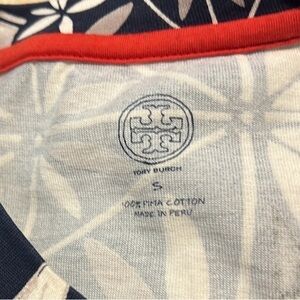 TORY BURCH
S
100% PIMA COTTON
MADE IN PERU